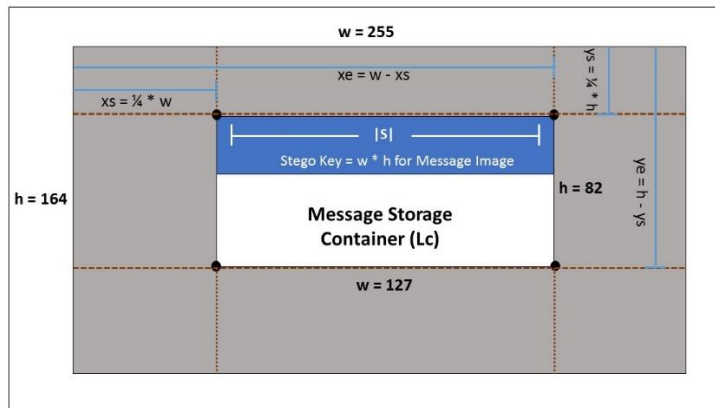 w = 255
xe = w - xs
ys = ¼ * h
xs = ¼ * w
|S|
Stego Key = w * h for Message Image
ye = h - ys
h = 164
h = 82
Message Storage
Container (Lc)
w = 127